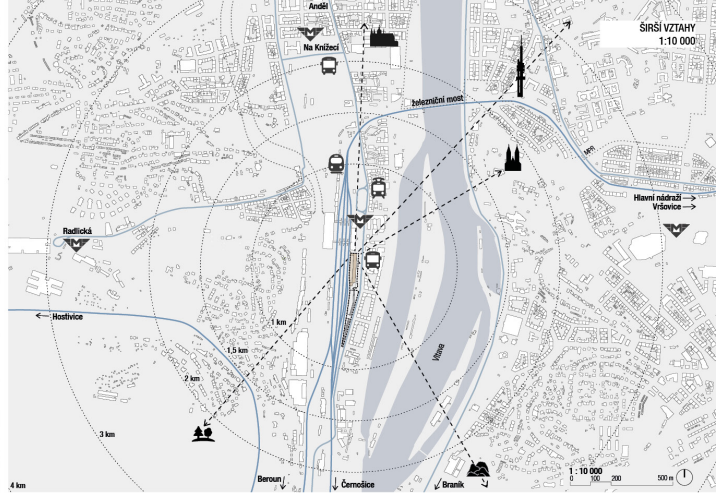 Anděl
ŠIRŠÍ VZTAHY
1:10 000
Na Knížecí
železniční most
Hlavní nádraží →
Vršovice →
Radlická
← Hostivice
1 km
1,5 km
2 km
Vltava
3 km
4 km
Beroun
Černošice
Braník
1 : 10 000
0 100 200 500 m